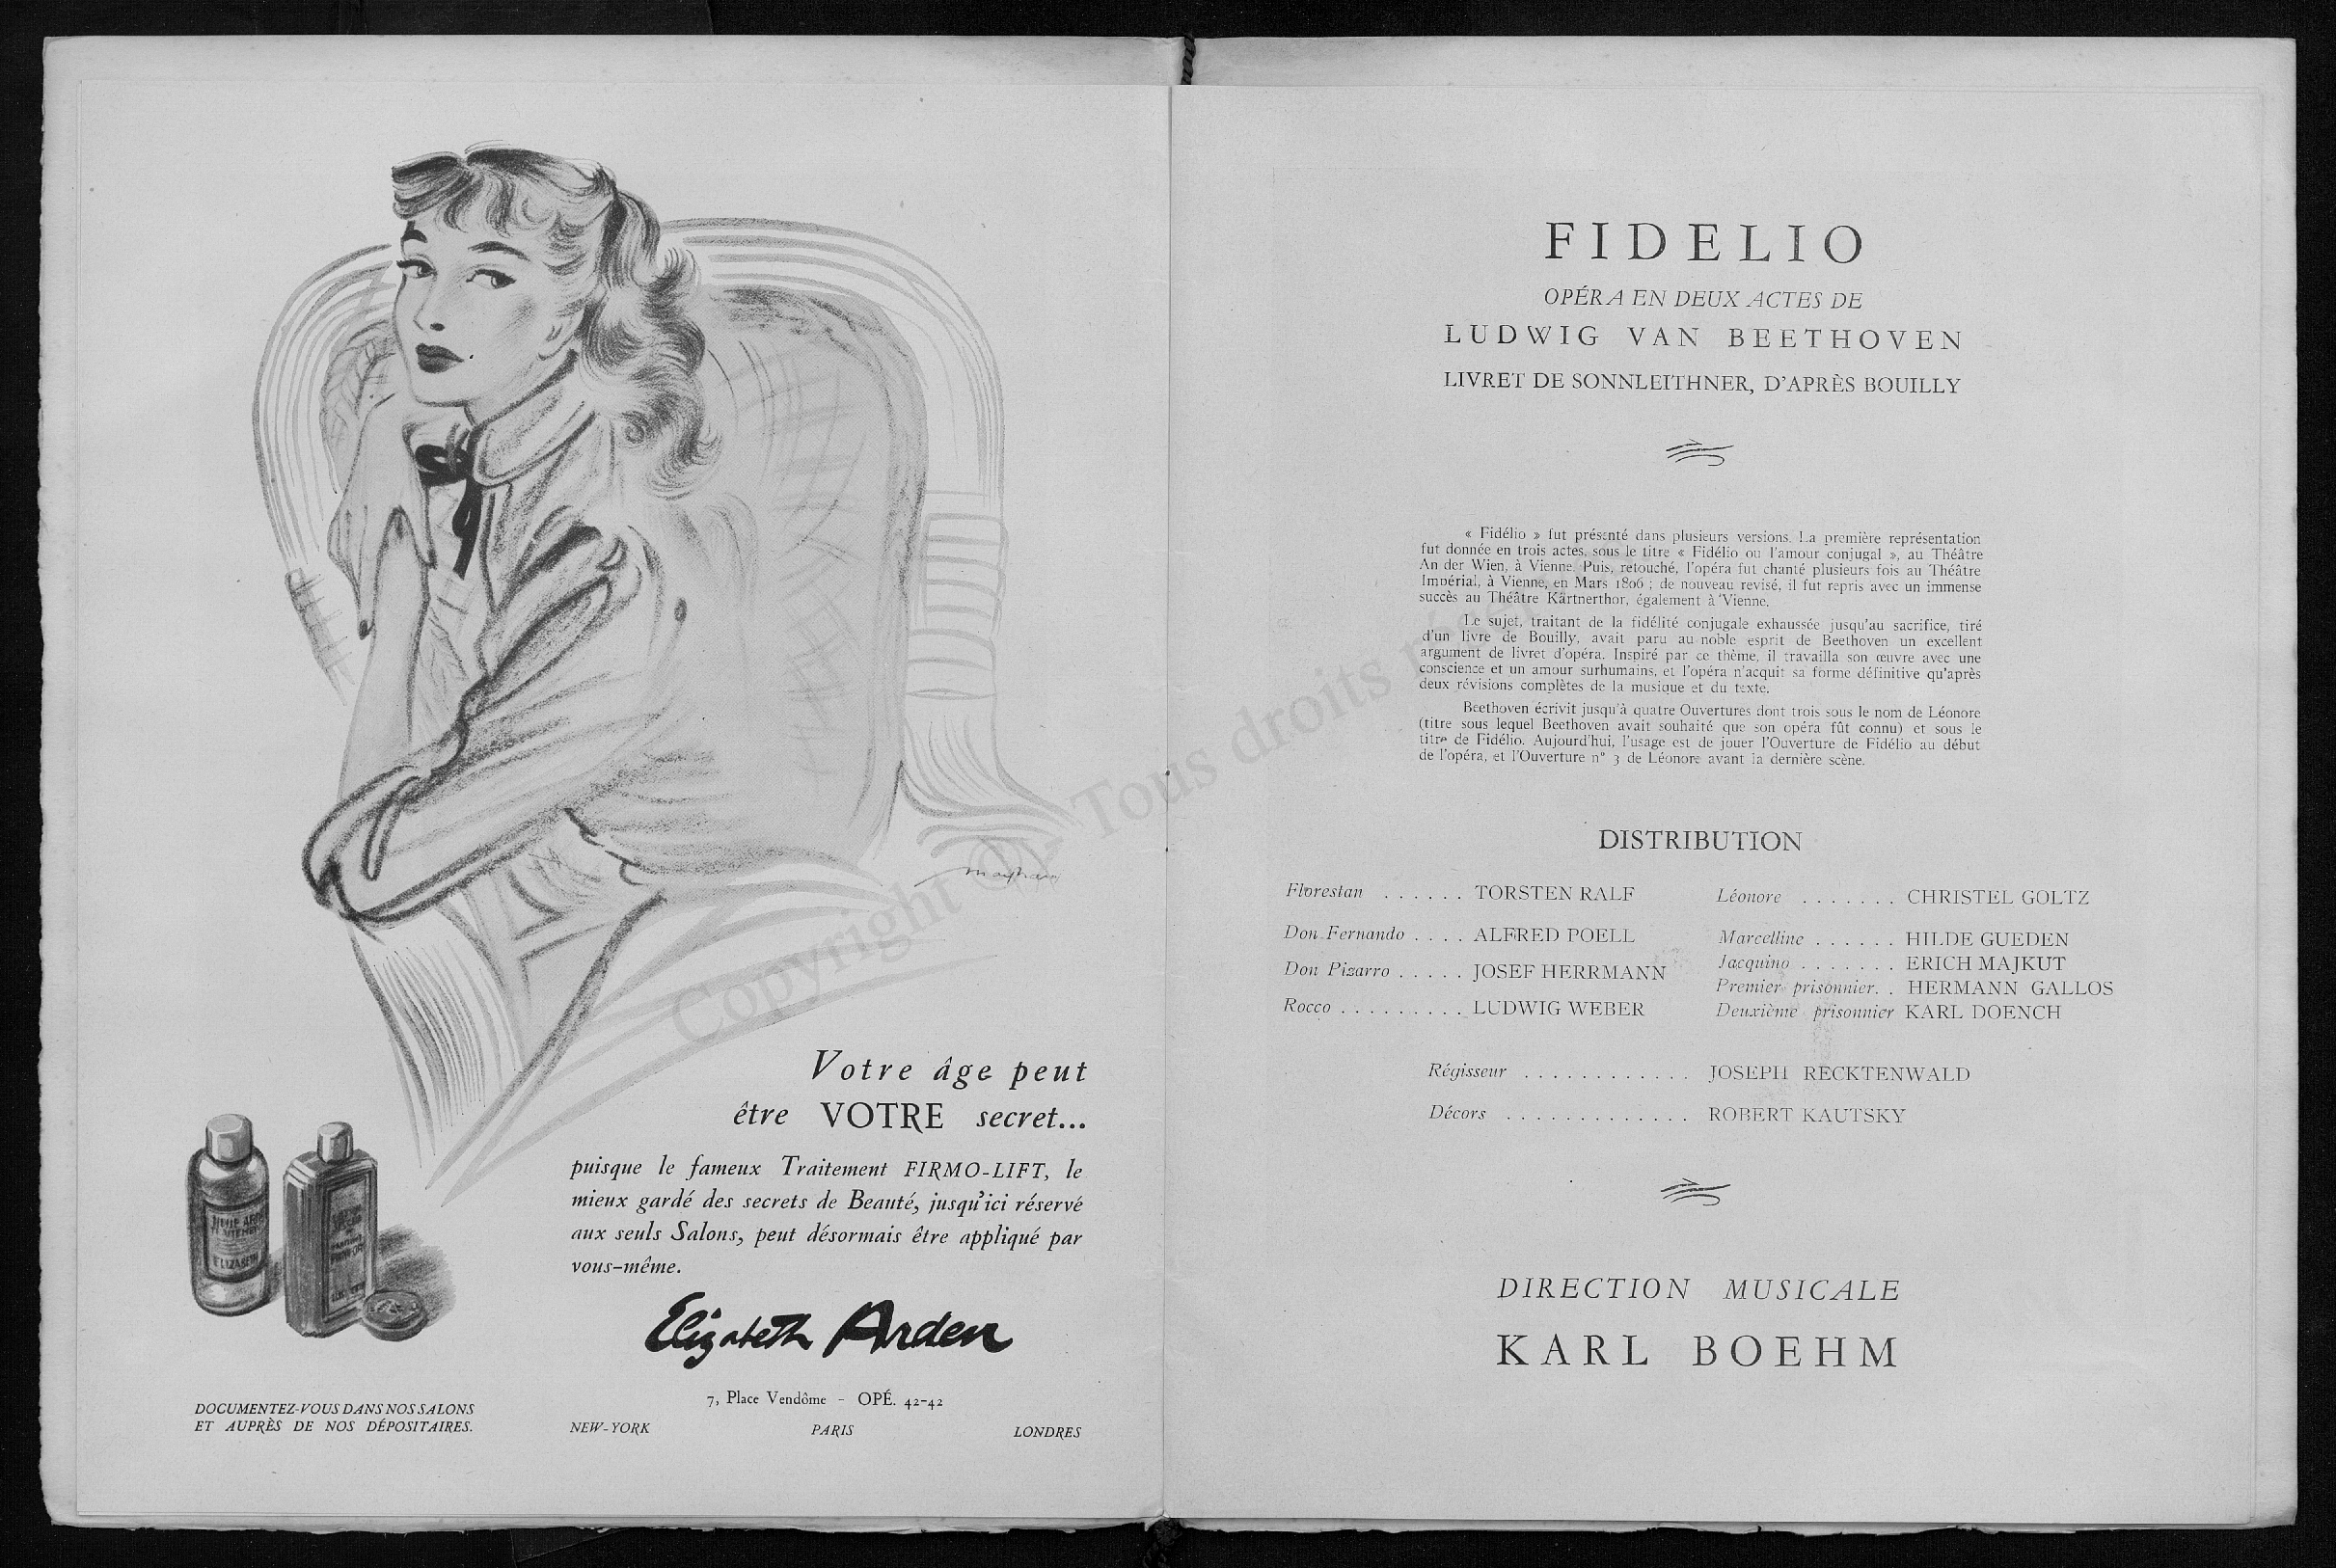 Votre âge peut
être VOTRE secret...
puisque le fameux Traitement FIRMO-LIFT, le
mieux gardé des secrets de Beauté, jusqu'ici réservé
aux seuls Salons, peut désormais être appliqué par
vous-même.
Elizabeth Arden
7, Place Vendôme - OPÉ. 42-42
NEW-YORK PARIS LONDRES
DOCUMENTEZ-VOUS DANS NOS SALONS
ET AUPRÈS DE NOS DÉPOSITAIRES.
ELIZABETH
FIDELIO
OPÉRA EN DEUX ACTES DE
LUDWIG VAN BEETHOVEN
LIVRET DE SONNLEITHNER, D'APRÈS BOUILLY
« Fidélio » fut présenté dans plusieurs versions. La première représentation
fut donnée en trois actes, sous le titre « Fidélio ou l'amour conjugal », au Théâtre
An der Wien, à Vienne. Puis, retouché, l'opéra fut chanté plusieurs fois au Théâtre
Impérial, à Vienne, en Mars 1806 ; de nouveau revisé, il fut repris avec un immense
succès au Théâtre Kärtnerthor, également à Vienne.
Le sujet, traitant de la fidélité conjugale exhaussée jusqu'au sacrifice, tiré
d'un livre de Bouilly, avait paru au noble esprit de Beethoven un excellent
argument de livret d'opéra. Inspiré par ce thème, il travailla son œuvre avec une
conscience et un amour surhumains, et l'opéra n'acquit sa forme définitive qu'après
deux révisions complètes de la musique et du texte.
Beethoven écrivit jusqu'à quatre Ouvertures dont trois sous le nom de Léonore
(titre sous lequel Beethoven avait souhaité que son opéra fût connu) et sous le
titre de Fidélio. Aujourd'hui, l'usage est de jouer l'Ouverture de Fidélio au début
de l'opéra, et l'Ouverture n° 3 de Léonore avant la dernière scène.
DISTRIBUTION
Florestan ...... TORSTEN RALF
Don Fernando .... ALFRED POELL
Don Pizarro ..... JOSEF HERRMANN
Rocco ......... LUDWIG WEBER
Léonore ....... CHRISTEL GOLTZ
Marcelline ...... HILDE GUEDEN
Jacquino ....... ERICH MAJKUT
Premier prisonnier. . HERMANN GALLOS
Deuxième prisonnier KARL DOENCH
Régisseur ............ JOSEPH RECKTENWALD
Décors ............. ROBERT KAUTSKY
DIRECTION MUSICALE
KARL BOEHM
Copyright © - Tous droits